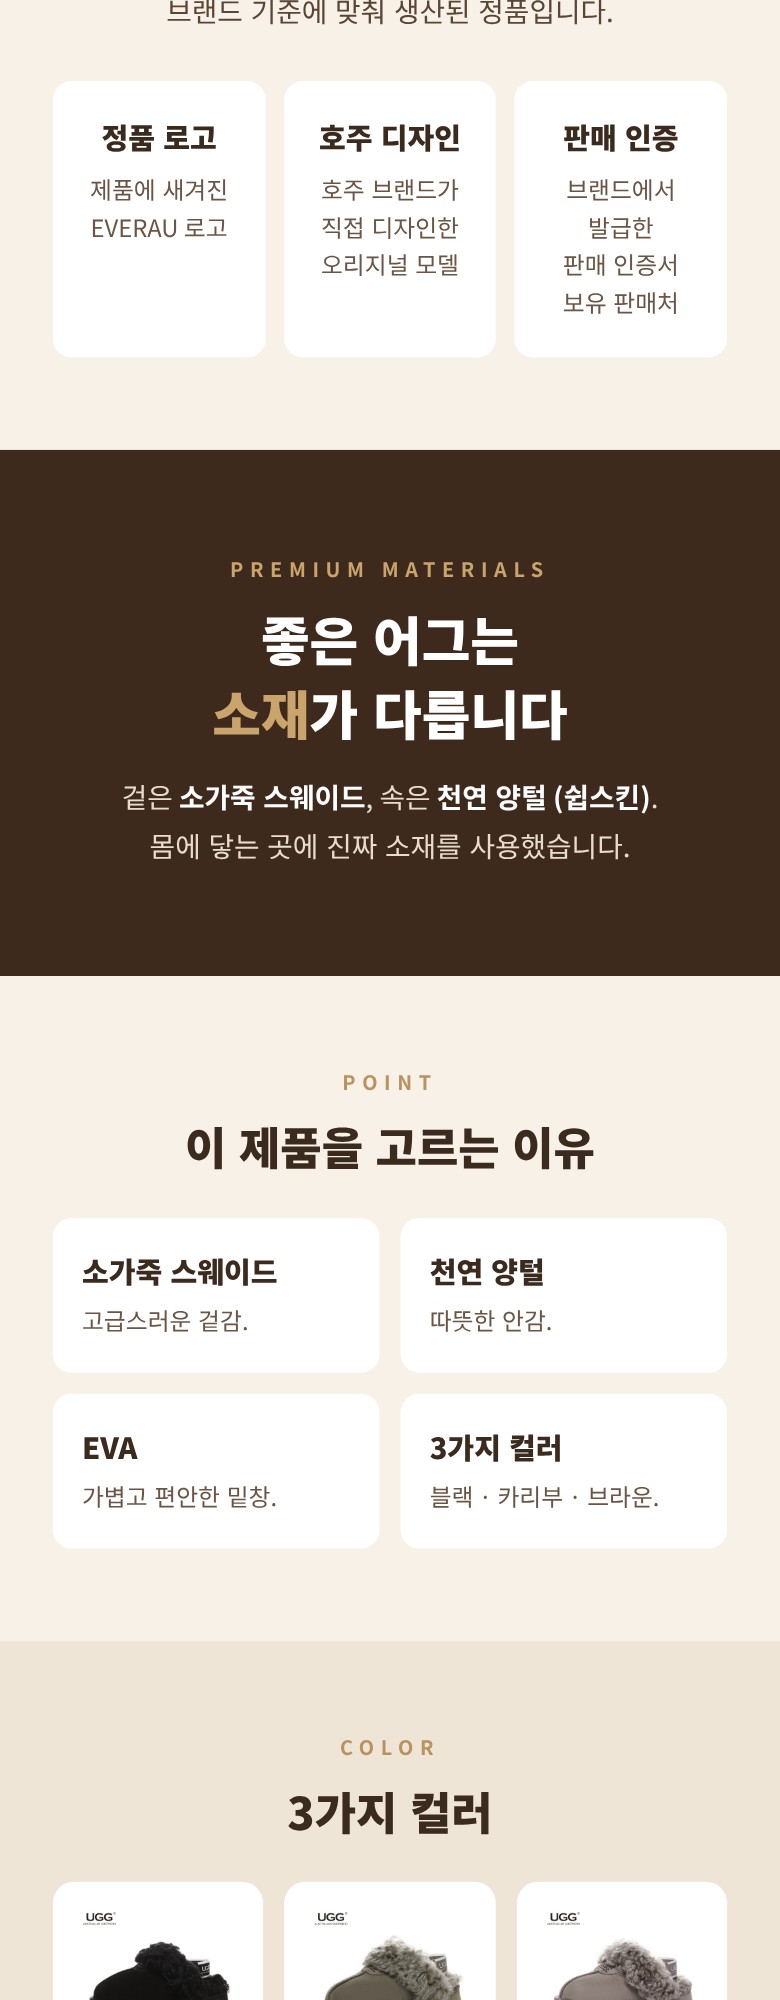 브랜드 기준에 맞춰 생산된 정품입니다.
정품 로고
제품에 새겨진
EVERAU 로고
호주 디자인
호주 브랜드가
직접 디자인한
오리지널 모델
판매 인증
브랜드에서
발급한
판매 인증서
보유 판매처
PREMIUM MATERIALS
좋은 어그는
소재가 다릅니다
겉은 소가죽 스웨이드, 속은 천연 양털 (쉽스킨).
몸에 닿는 곳에 진짜 소재를 사용했습니다.
POINT
이 제품을 고르는 이유
소가죽 스웨이드
고급스러운 겉감.
천연 양털
따뜻한 안감.
EVA
가볍고 편안한 밑창.
3가지 컬러
블랙 · 카리부 · 브라운.
COLOR
3가지 컬러
UGG
UGG
UGG